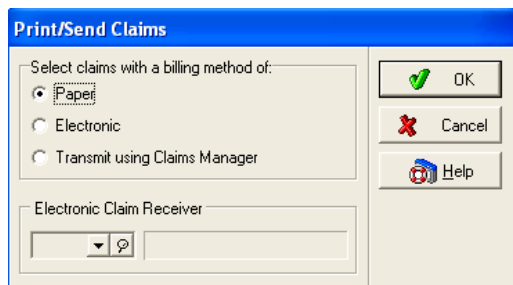 Print/Send Claims
Select claims with a billing method of:
Paper
Electronic
Transmit using Claims Manager
Electronic Claim Receiver
OK
Cancel
Help